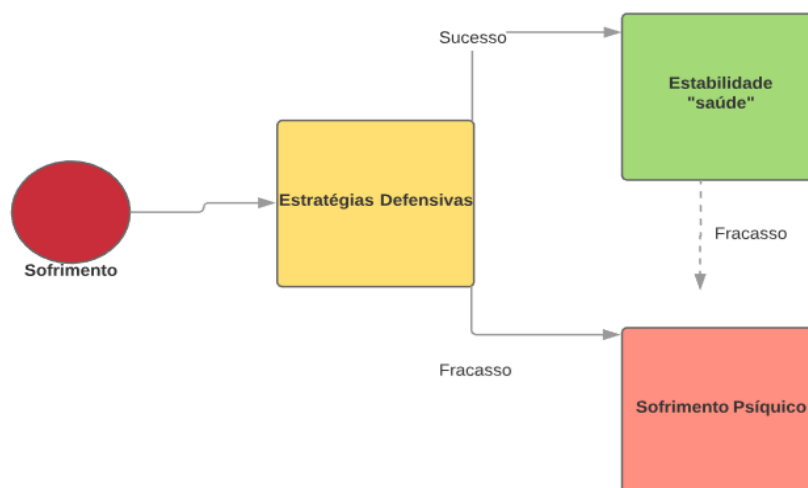 Sucesso
Estabilidade
"saúde"
Estratégias Defensivas
Fracasso
Sofrimento
Fracasso
Sofrimento Psíquico